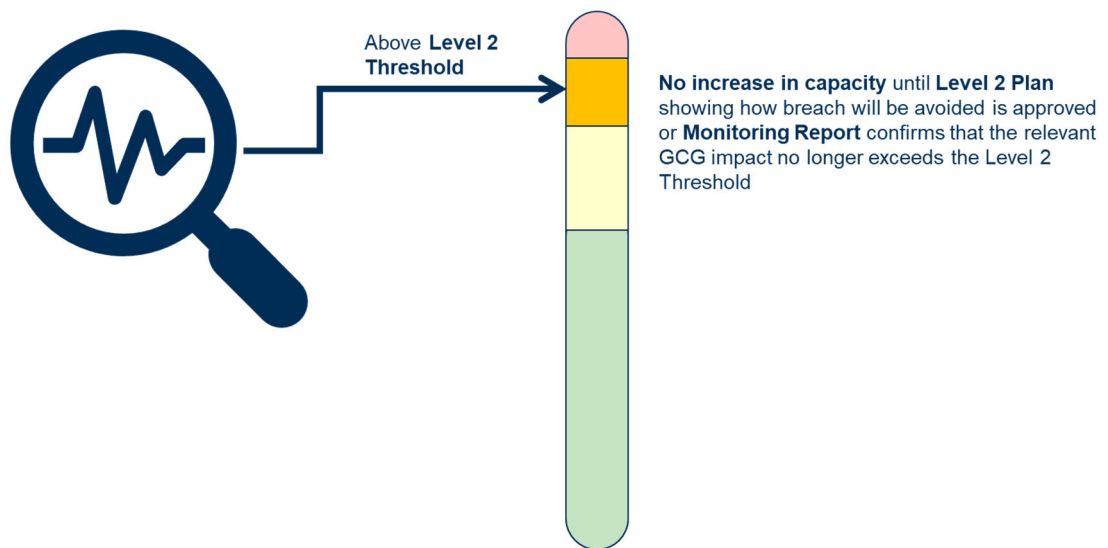 Above Level 2
Threshold
No increase in capacity until Level 2 Plan
showing how breach will be avoided is approved
or Monitoring Report confirms that the relevant
GCG impact no longer exceeds the Level 2
Threshold